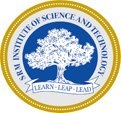 SRM INSTITUTE OF SCIENCE AND TECHNOLOGY
LEARN - LEAP - LEAD